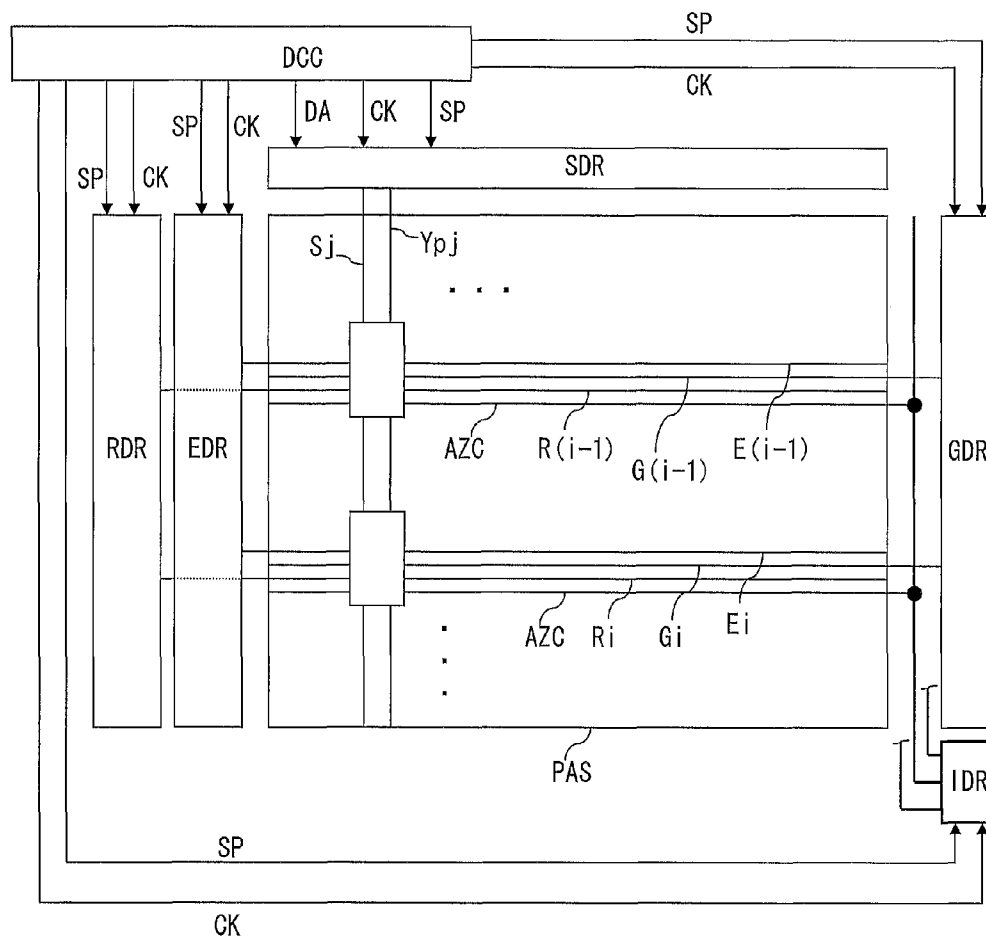 SP
DCC
CK
DA
CK
SP
SP
CK
SP
CK
SDR
Sj
Ypj
. . .
RDR
EDR
AZC
R(i-1)
G(i-1)
E(i-1)
GDR
AZC
Ri
Gi
Ei
PAS
IDR
SP
CK